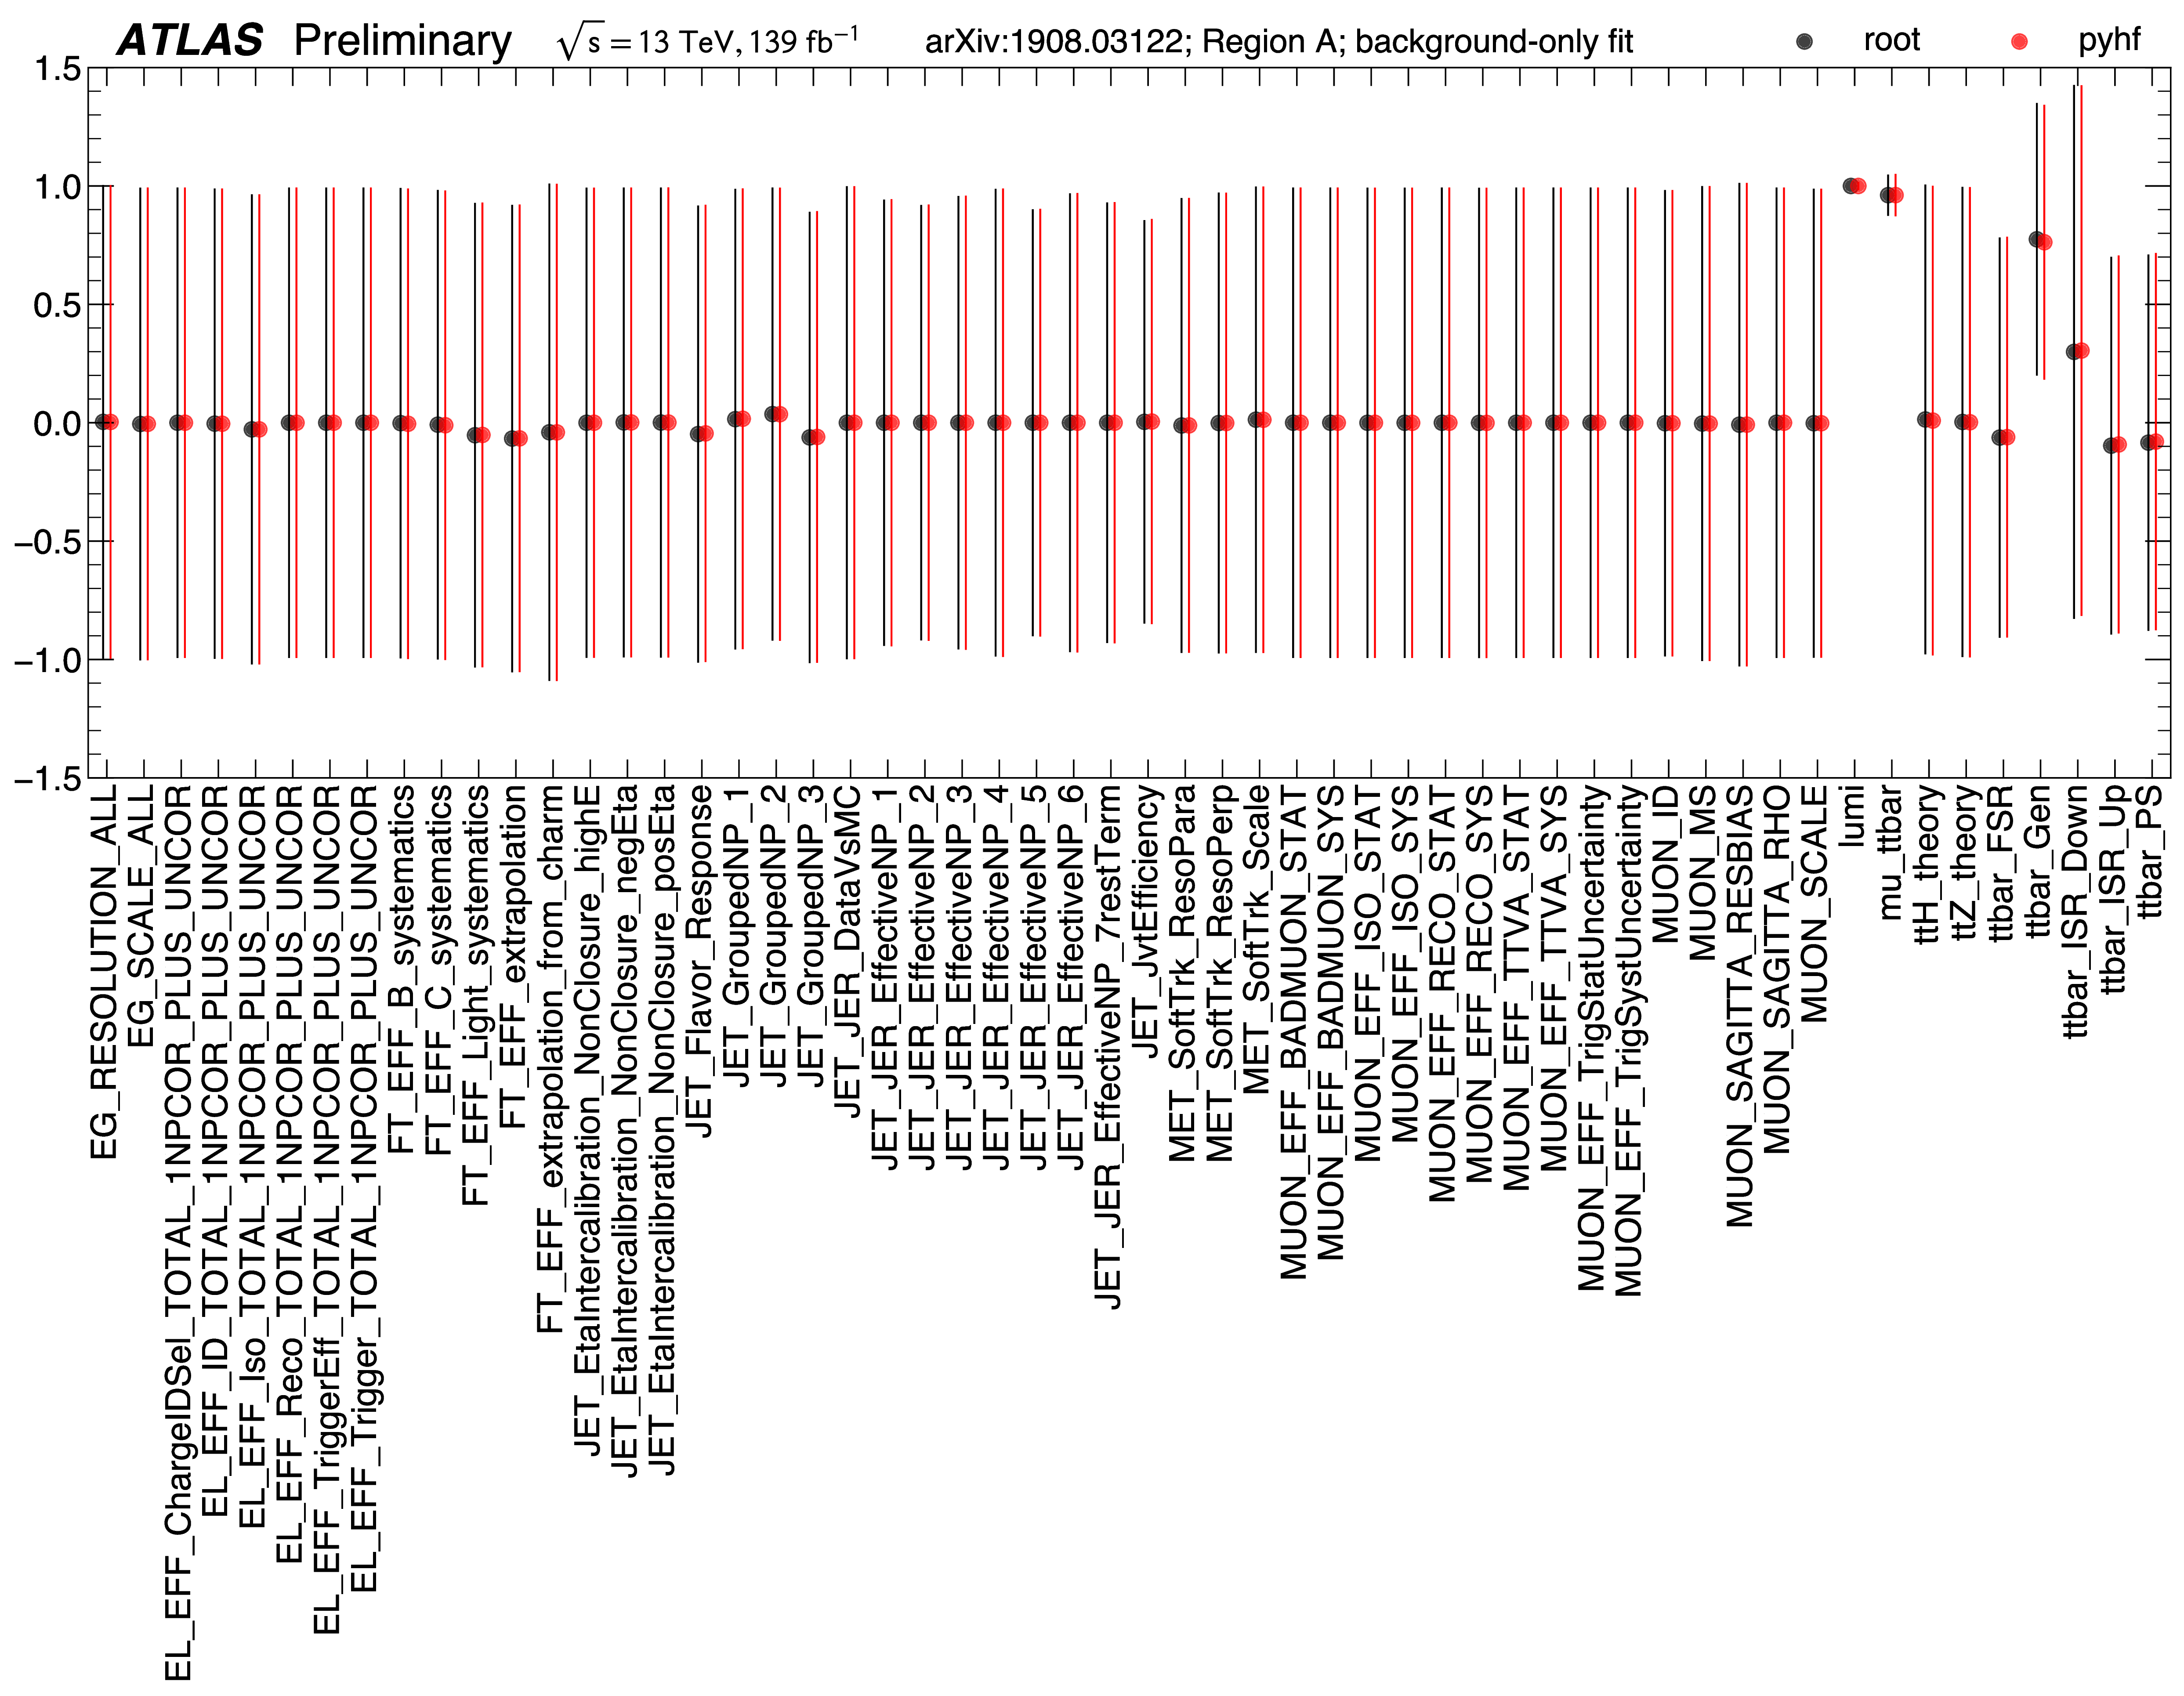 ATLAS Preliminary √s = 13 TeV, 139 fb⁻¹ arXiv:1908.03122; Region A; background-only fit root pyhf
1.5
1.0
0.5
0.0
−0.5
−1.0
−1.5
EG_RESOLUTION_ALL
EG_SCALE_ALL
EL_EFF_ChargeIDSel_TOTAL_1NPCOR_PLUS_UNCOR
EL_EFF_ID_TOTAL_1NPCOR_PLUS_UNCOR
EL_EFF_Iso_TOTAL_1NPCOR_PLUS_UNCOR
EL_EFF_Reco_TOTAL_1NPCOR_PLUS_UNCOR
EL_EFF_TriggerEff_TOTAL_1NPCOR_PLUS_UNCOR
EL_EFF_Trigger_TOTAL_1NPCOR_PLUS_UNCOR
FT_EFF_B_systematics
FT_EFF_C_systematics
FT_EFF_Light_systematics
FT_EFF_extrapolation
FT_EFF_extrapolation_from_charm
JET_EtaIntercalibration_NonClosure_highE
JET_EtaIntercalibration_NonClosure_negEta
JET_EtaIntercalibration_NonClosure_posEta
JET_Flavor_Response
JET_GroupedNP_1
JET_GroupedNP_2
JET_GroupedNP_3
JET_JER_DataVsMC
JET_JER_EffectiveNP_1
JET_JER_EffectiveNP_2
JET_JER_EffectiveNP_3
JET_JER_EffectiveNP_4
JET_JER_EffectiveNP_5
JET_JER_EffectiveNP_6
JET_JER_EffectiveNP_7restTerm
JET_JvtEfficiency
MET_SoftTrk_ResoPara
MET_SoftTrk_ResoPerp
MET_SoftTrk_Scale
MUON_EFF_BADMUON_STAT
MUON_EFF_BADMUON_SYS
MUON_EFF_ISO_STAT
MUON_EFF_ISO_SYS
MUON_EFF_RECO_STAT
MUON_EFF_RECO_SYS
MUON_EFF_TTVA_STAT
MUON_EFF_TTVA_SYS
MUON_EFF_TrigStatUncertainty
MUON_EFF_TrigSystUncertainty
MUON_ID
MUON_MS
MUON_SAGITTA_RESBIAS
MUON_SAGITTA_RHO
MUON_SCALE
lumi
mu_ttbar
ttH_theory
ttZ_theory
ttbar_FSR
ttbar_Gen
ttbar_ISR_Down
ttbar_ISR_Up
ttbar_PS